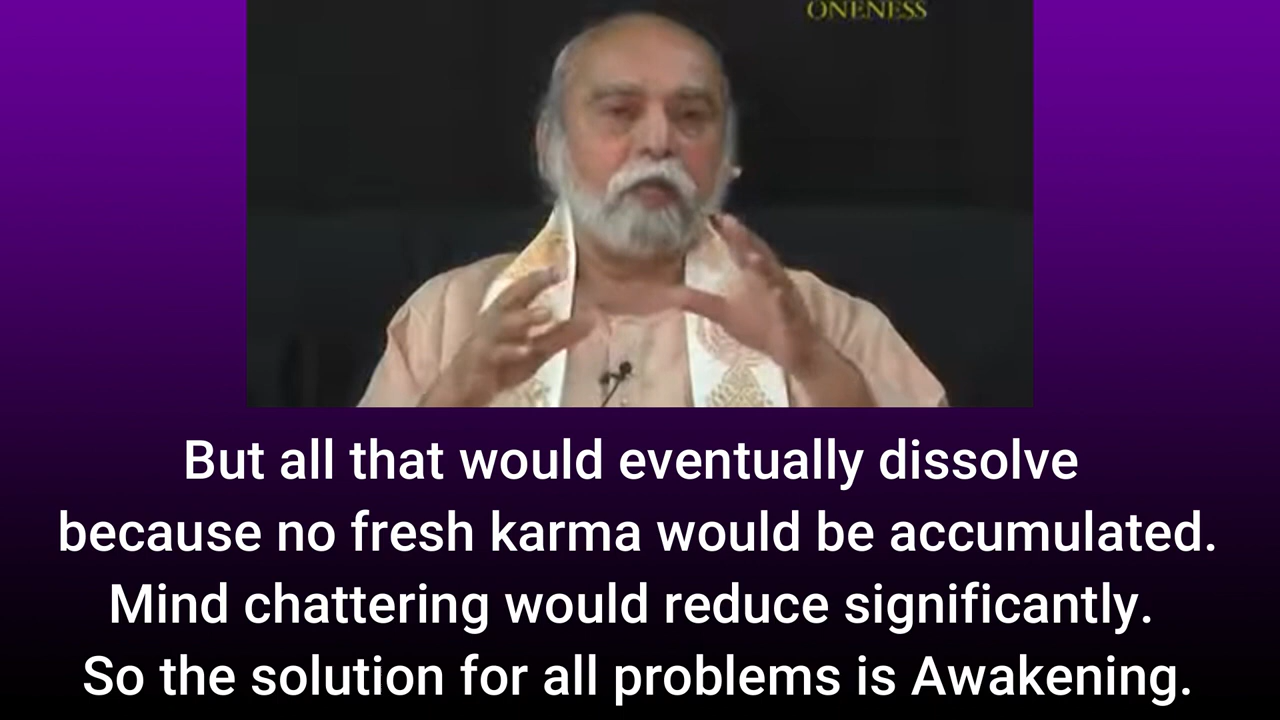 ONENESS
But all that would eventually dissolve
because no fresh karma would be accumulated.
Mind chattering would reduce significantly.
So the solution for all problems is Awakening.